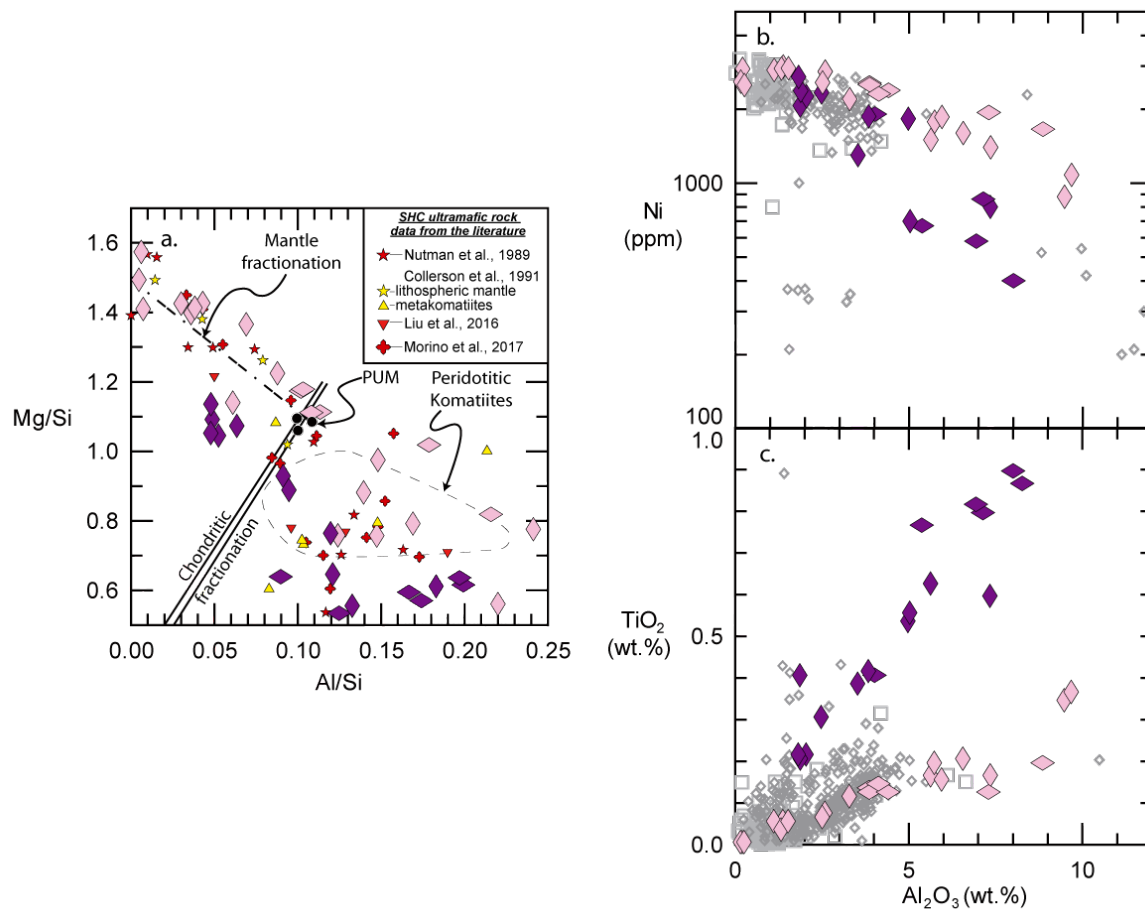 a.
Mantle
fractionation
SHC ultramafic rock
data from the literature
Nutman et al., 1989
Collerson et al., 1991
lithospheric mantle
metakomatiites
Liu et al., 2016
Morino et al., 2017
PUM
Peridotitic
Komatiites
Chondritic
fractionation
Mg/Si
1.6
1.4
1.2
1.0
0.8
0.6
0.00
0.05
0.10
0.15
0.20
0.25
Al/Si
b.
Ni
(ppm)
1000
100
c.
TiO2
(wt.%)
1.0
0.5
0.0
0
5
10
Al2O3 (wt.%)